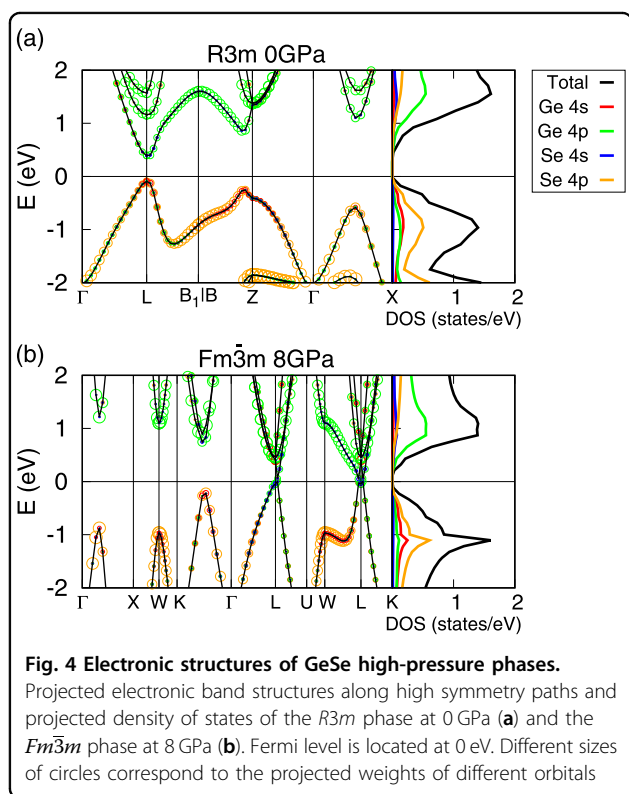 (a)
R3m 0GPa
E (eV)
2
1
0
-1
-2
Γ L B₁|B Z Γ X
1 2
DOS (states/eV)
Total
Ge 4s
Ge 4p
Se 4s
Se 4p
(b)
Fm3̄m 8GPa
E (eV)
2
1
0
-1
-2
Γ X W K Γ L U W L K
1 2
DOS (states/eV)
Fig. 4 Electronic structures of GeSe high-pressure phases.
Projected electronic band structures along high symmetry paths and
projected density of states of the R3m phase at 0 GPa (a) and the
Fm3̄m phase at 8 GPa (b). Fermi level is located at 0 eV. Different sizes
of circles correspond to the projected weights of different orbitals